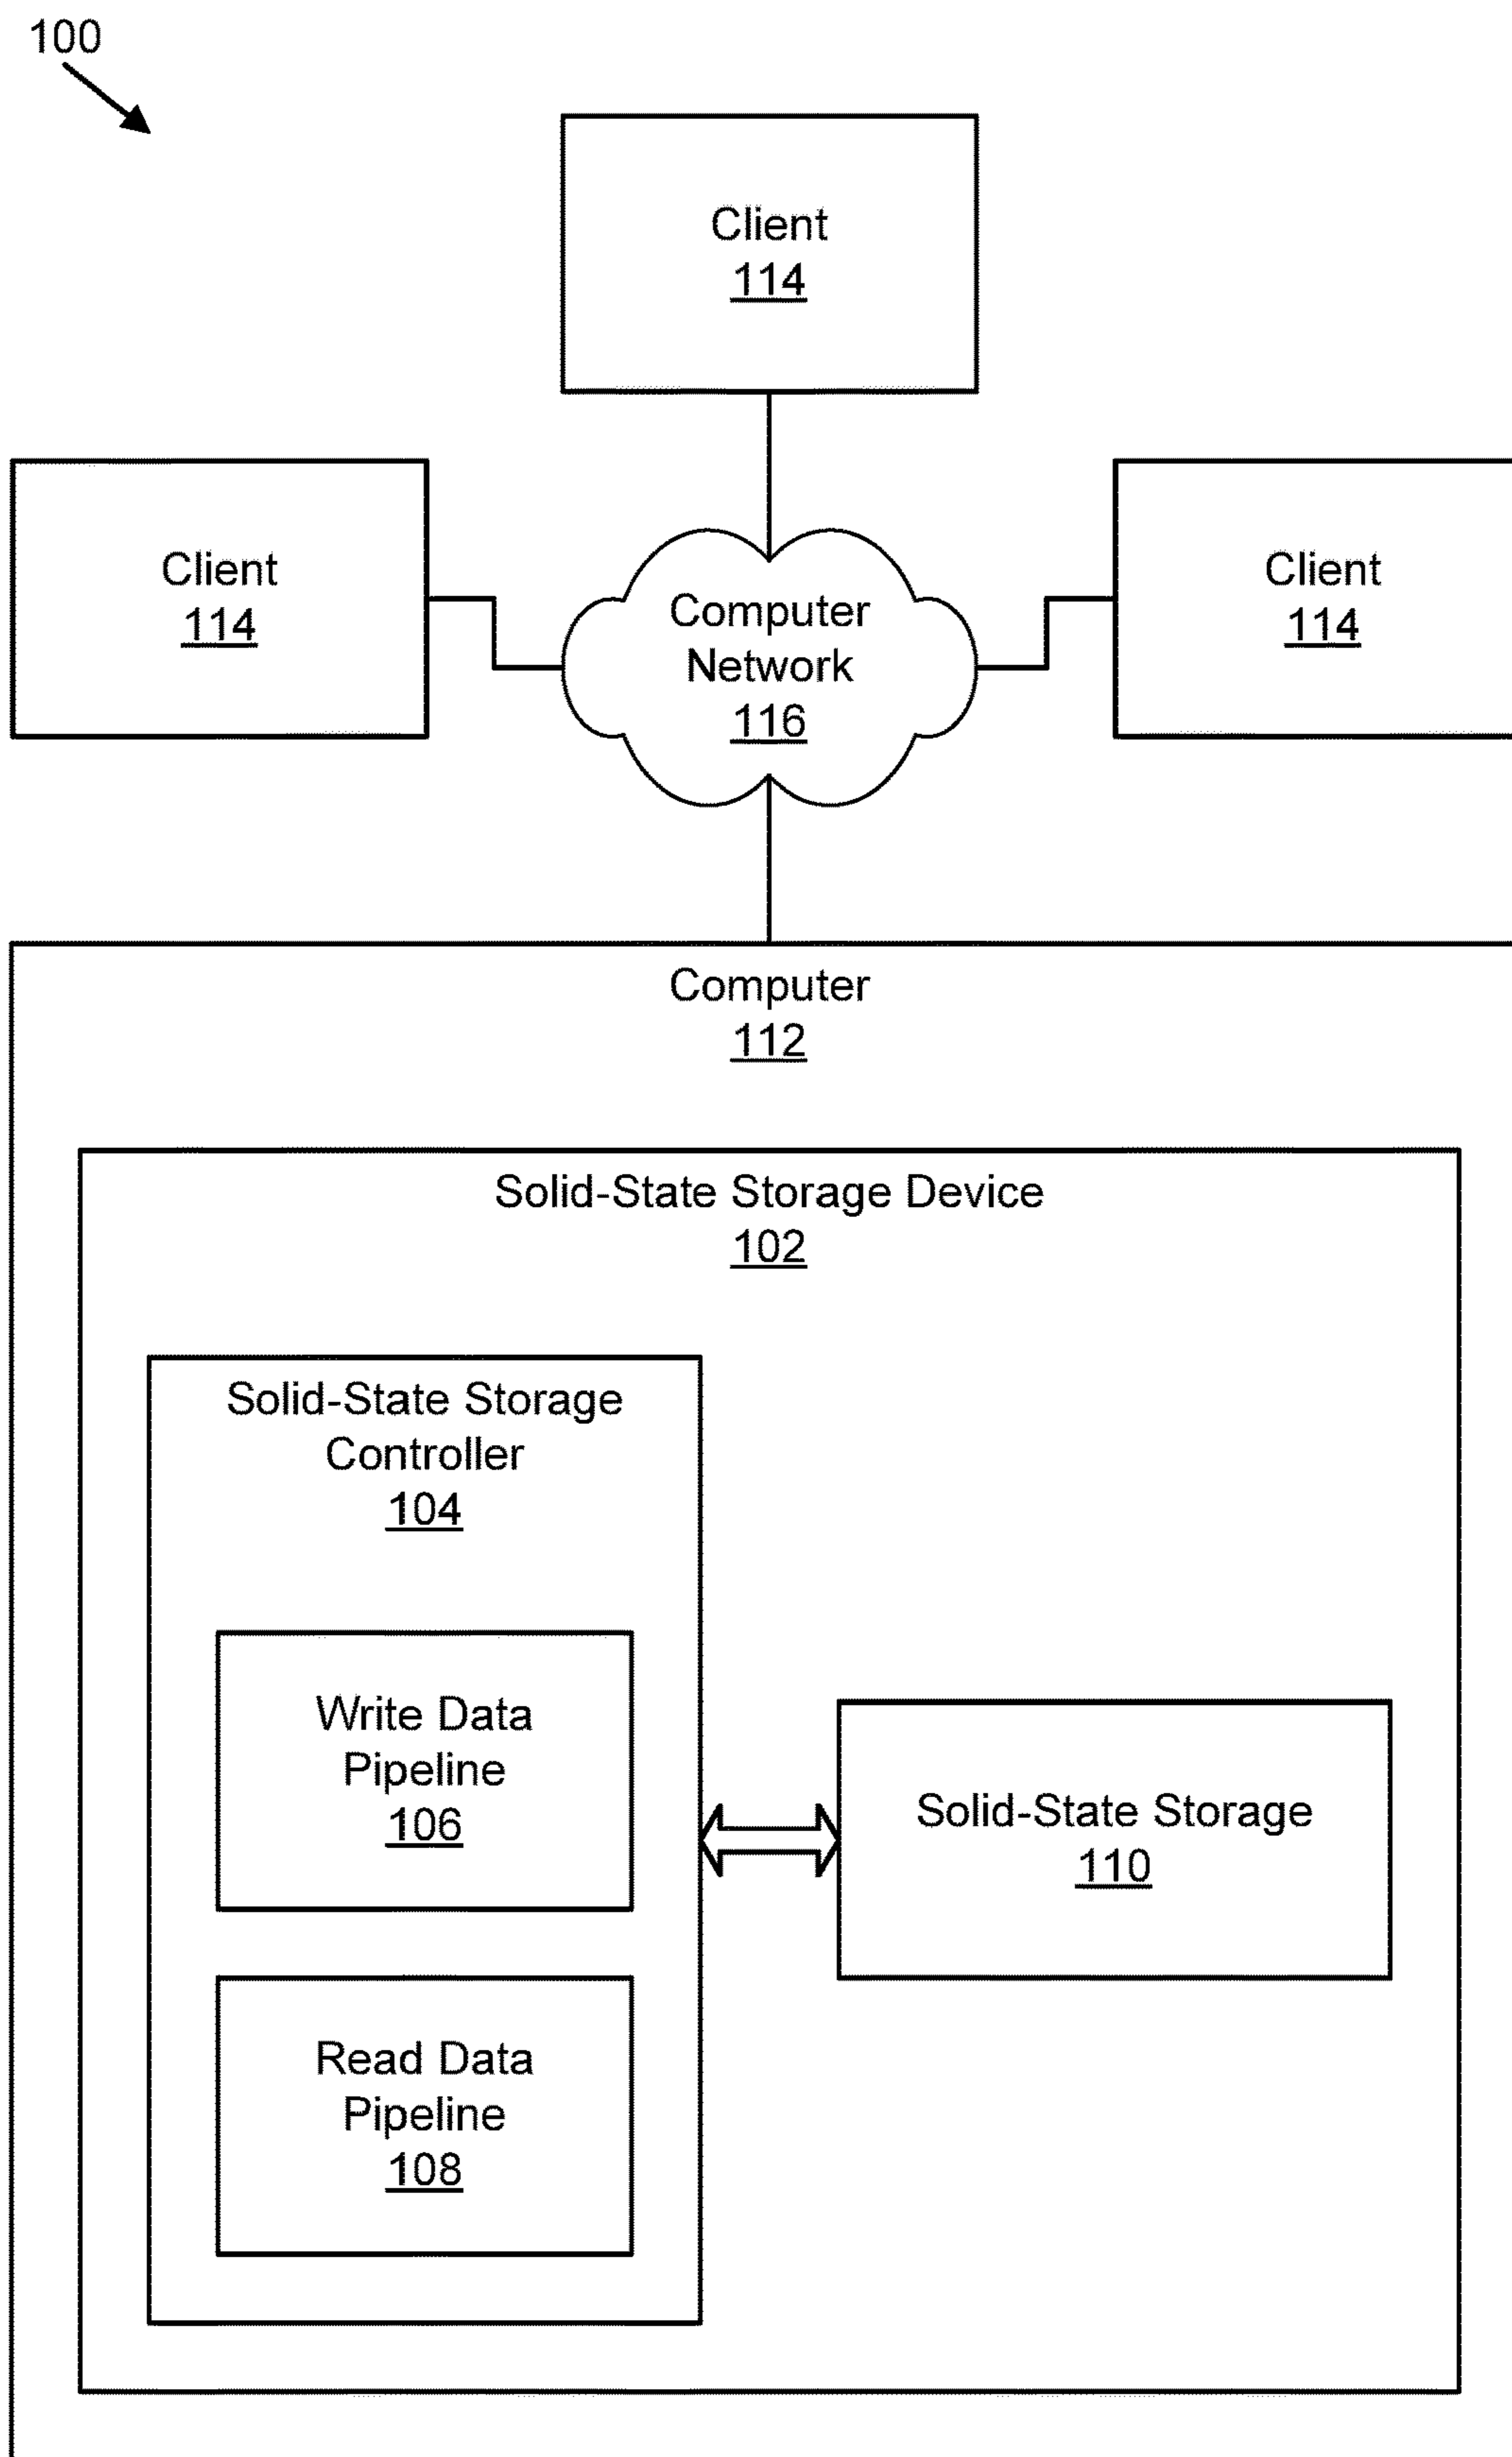 100
Client
114
Client
114
Computer
Network
116
Client
114
Computer
112
Solid-State Storage Device
102
Solid-State Storage
Controller
104
Write Data
Pipeline
106
Solid-State Storage
110
Read Data
Pipeline
108